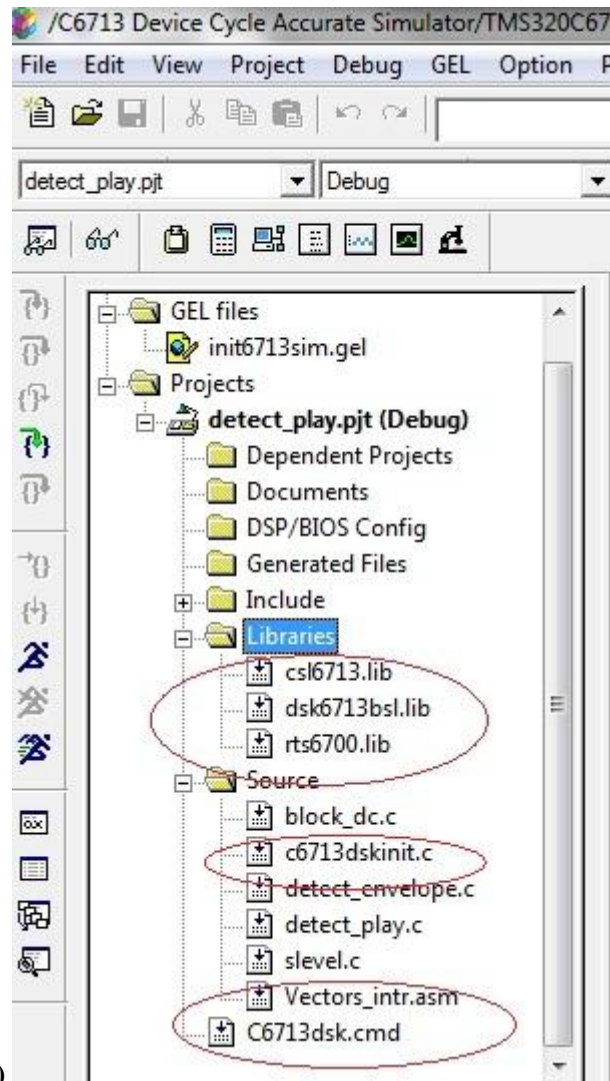 /C6713 Device Cycle Accurate Simulator/TMS320C67
File Edit View Project Debug GEL Option P
detect_play.pjt Debug
GEL files
init6713sim.gel
Projects
detect_play.pjt (Debug)
Dependent Projects
Documents
DSP/BIOS Config
Generated Files
Include
Libraries
csl6713.lib
dsk6713bsl.lib
rts6700.lib
Source
block_dc.c
c6713dskinit.c
detect_envelope.c
detect_play.c
slevel.c
Vectors_intr.asm
C6713dsk.cmd
)